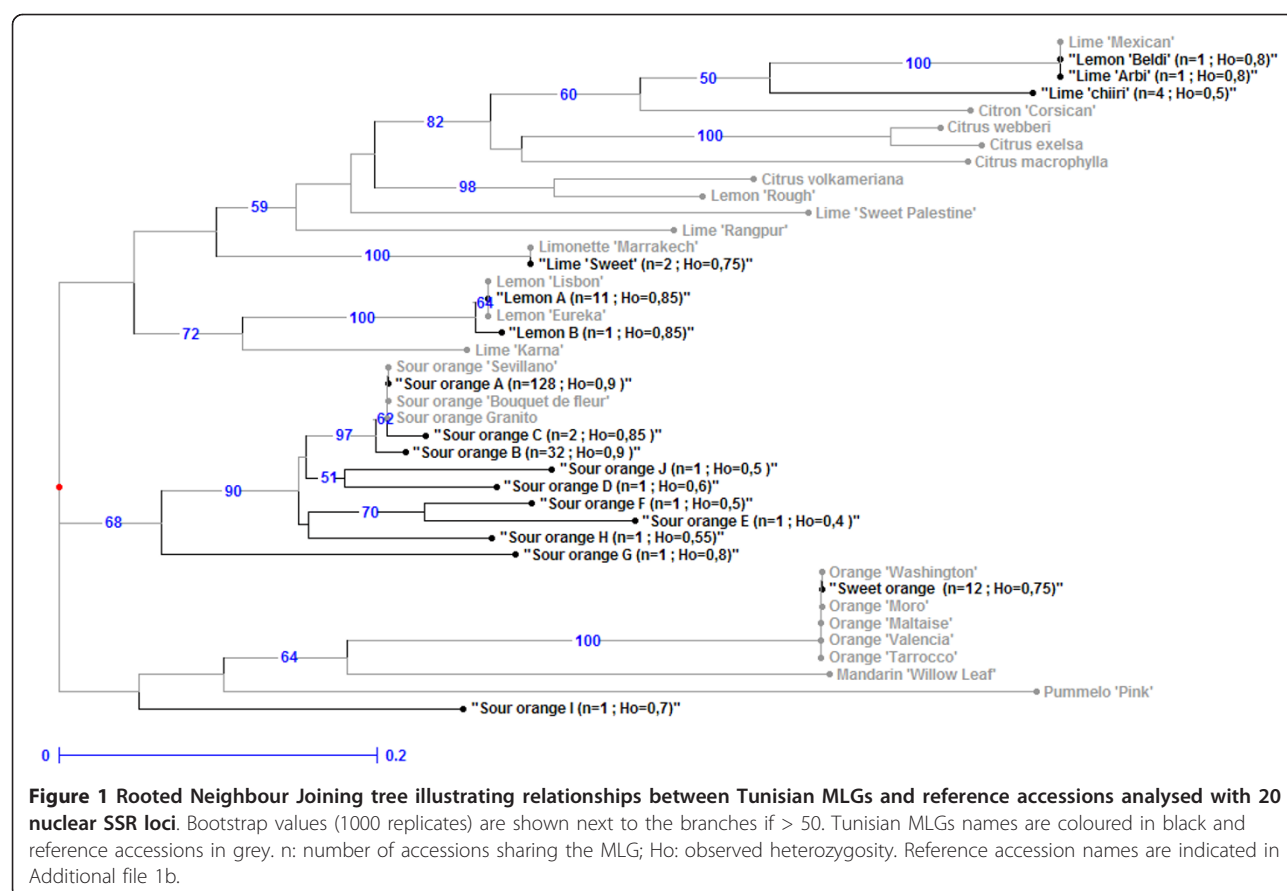 Lime 'Mexican'
100
"Lemon 'Beldi' (n=1 ; Ho=0,8)"
50
"Lime 'Arbi' (n=1 ; Ho=0,8)"
60
"Lime 'chiiri' (n=4 ; Ho=0,5)"
Citron 'Corsican'
82
Citrus webberi
100
Citrus exelsa
Citrus macrophylla
Citrus volkameriana
98
Lemon 'Rough'
59
Lime 'Sweet Palestine'
Lime 'Rangpur'
Limonette 'Marrakech'
100
"Lime 'Sweet' (n=2 ; Ho=0,75)"
Lemon 'Lisbon'
64
"Lemon A (n=11 ; Ho=0,85)"
100
Lemon 'Eureka'
72
"Lemon B (n=1 ; Ho=0,85)"
Lime 'Karna'
Sour orange 'Sevillano'
"Sour orange A (n=128 ; Ho=0,9 )"
Sour orange 'Bouquet de fleur'
62
Sour orange Granito
97
"Sour orange C (n=2 ; Ho=0,85 )"
"Sour orange B (n=32 ; Ho=0,9 )"
"Sour orange J (n=1 ; Ho=0,5 )"
51
"Sour orange D (n=1 ; Ho=0,6)"
90
"Sour orange F (n=1 ; Ho=0,5)"
70
"Sour orange E (n=1 ; Ho=0,4 )"
68
"Sour orange H (n=1 ; Ho=0,55)"
"Sour orange G (n=1 ; Ho=0,8)"
Orange 'Washington'
"Sweet orange (n=12 ; Ho=0,75)"
Orange 'Moro'
Orange 'Maltaise'
100
Orange 'Valencia'
64
Orange 'Tarrocco'
Mandarin 'Willow Leaf'
Pummelo 'Pink'
"Sour orange I (n=1 ; Ho=0,7)"
0 0.2
Figure 1 Rooted Neighbour Joining tree illustrating relationships between Tunisian MLGs and reference accessions analysed with 20
nuclear SSR loci. Bootstrap values (1000 replicates) are shown next to the branches if > 50. Tunisian MLGs names are coloured in black and
reference accessions in grey. n: number of accessions sharing the MLG; Ho: observed heterozygosity. Reference accession names are indicated in
Additional file 1b.